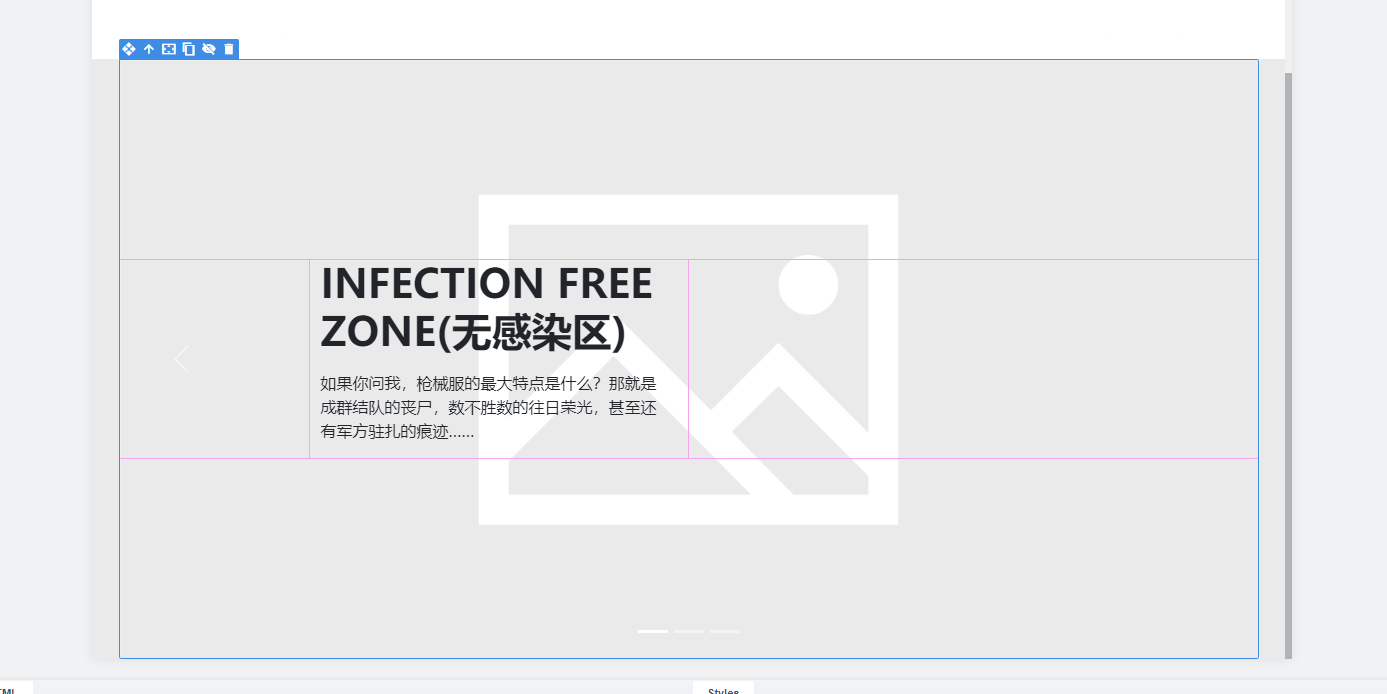 INFECTION FREE
ZONE(无感染区)
如果你问我，枪械服的最大特点是什么？那就是
成群结队的丧尸，数不胜数的往日荣光，甚至还
有军方驻扎的痕迹……
Styles